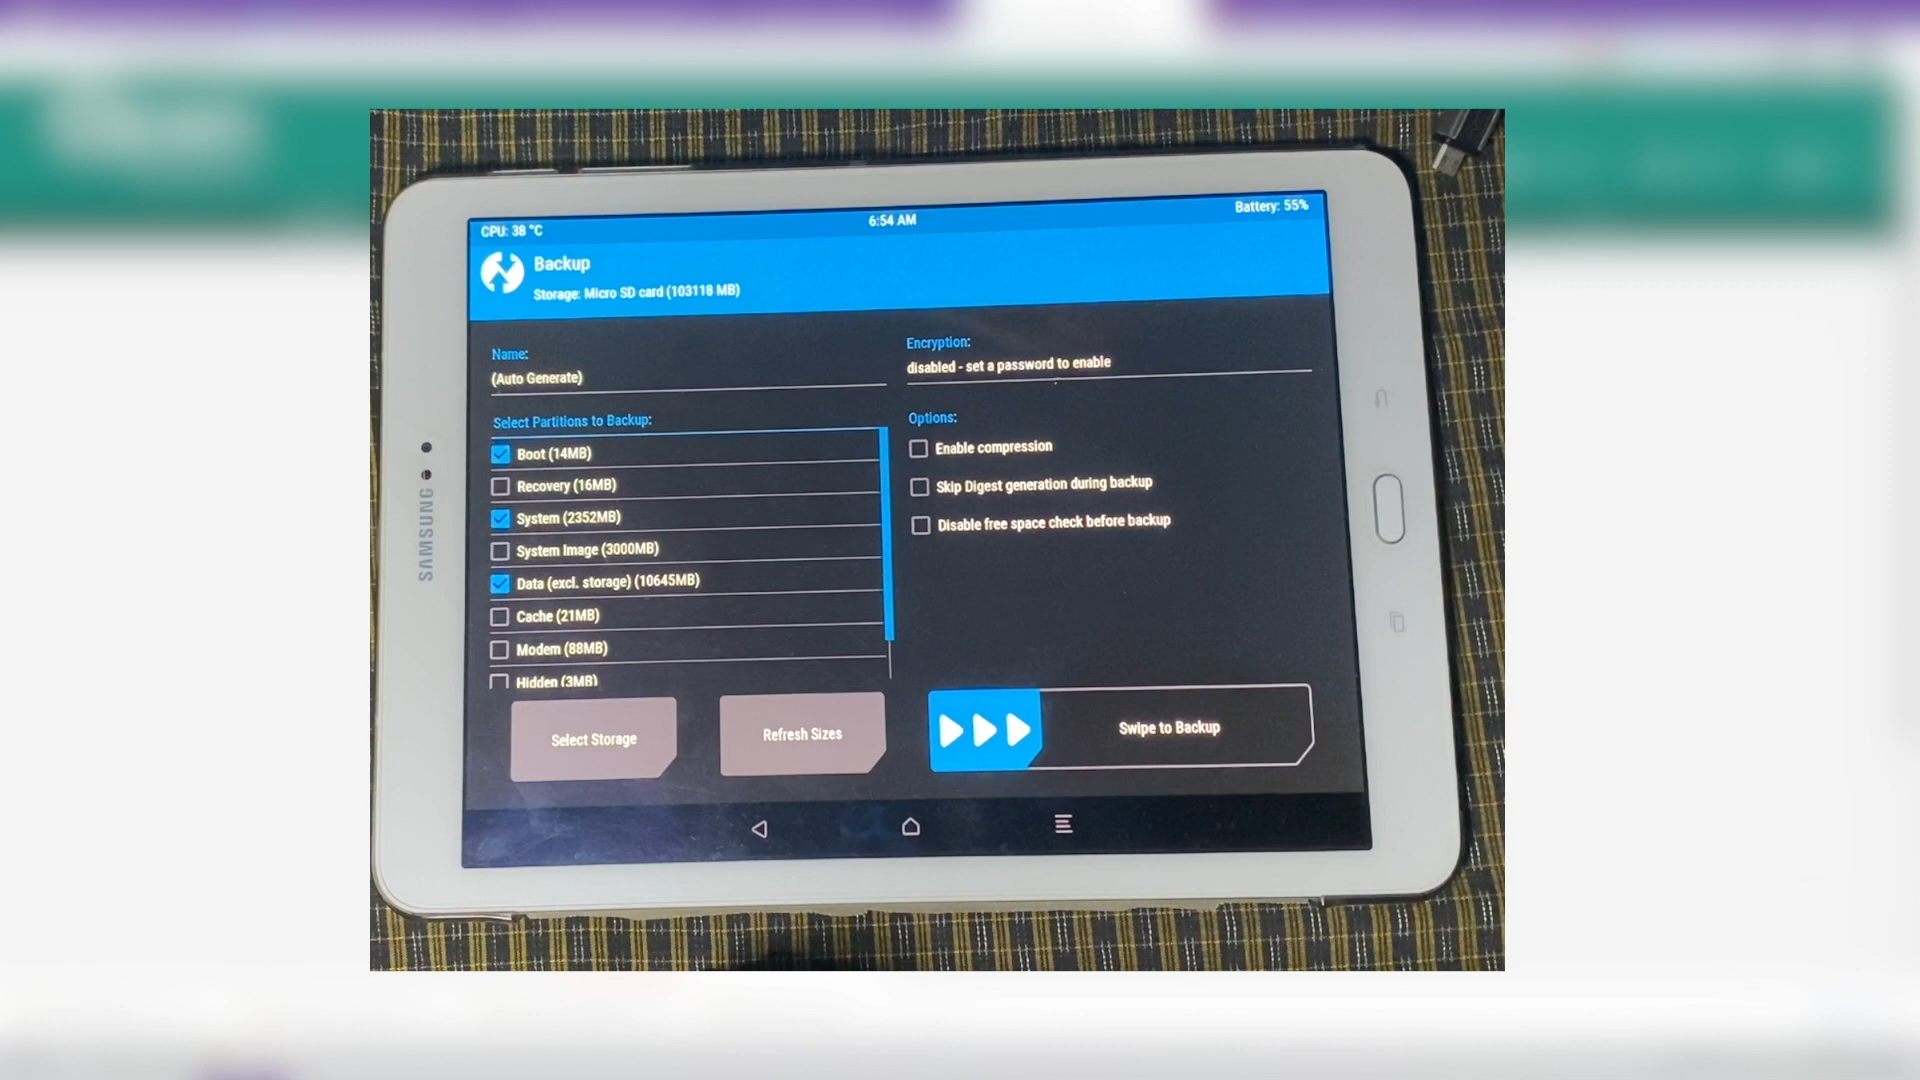 CPU: 38 °C
6:54 AM
Battery: 55%
Backup
Storage: Micro SD card (103118 MB)
Name:
(Auto Generate)
Encryption:
disabled - set a password to enable
Select Partitions to Backup:
Boot (14MB)
Recovery (16MB)
System (2352MB)
System Image (3000MB)
Data (excl. storage) (10645MB)
Cache (21MB)
Modem (88MB)
Hidden (3MB)
Options:
Enable compression
Skip Digest generation during backup
Disable free space check before backup
Select Storage
Refresh Sizes
Swipe to Backup
SAMSUNG